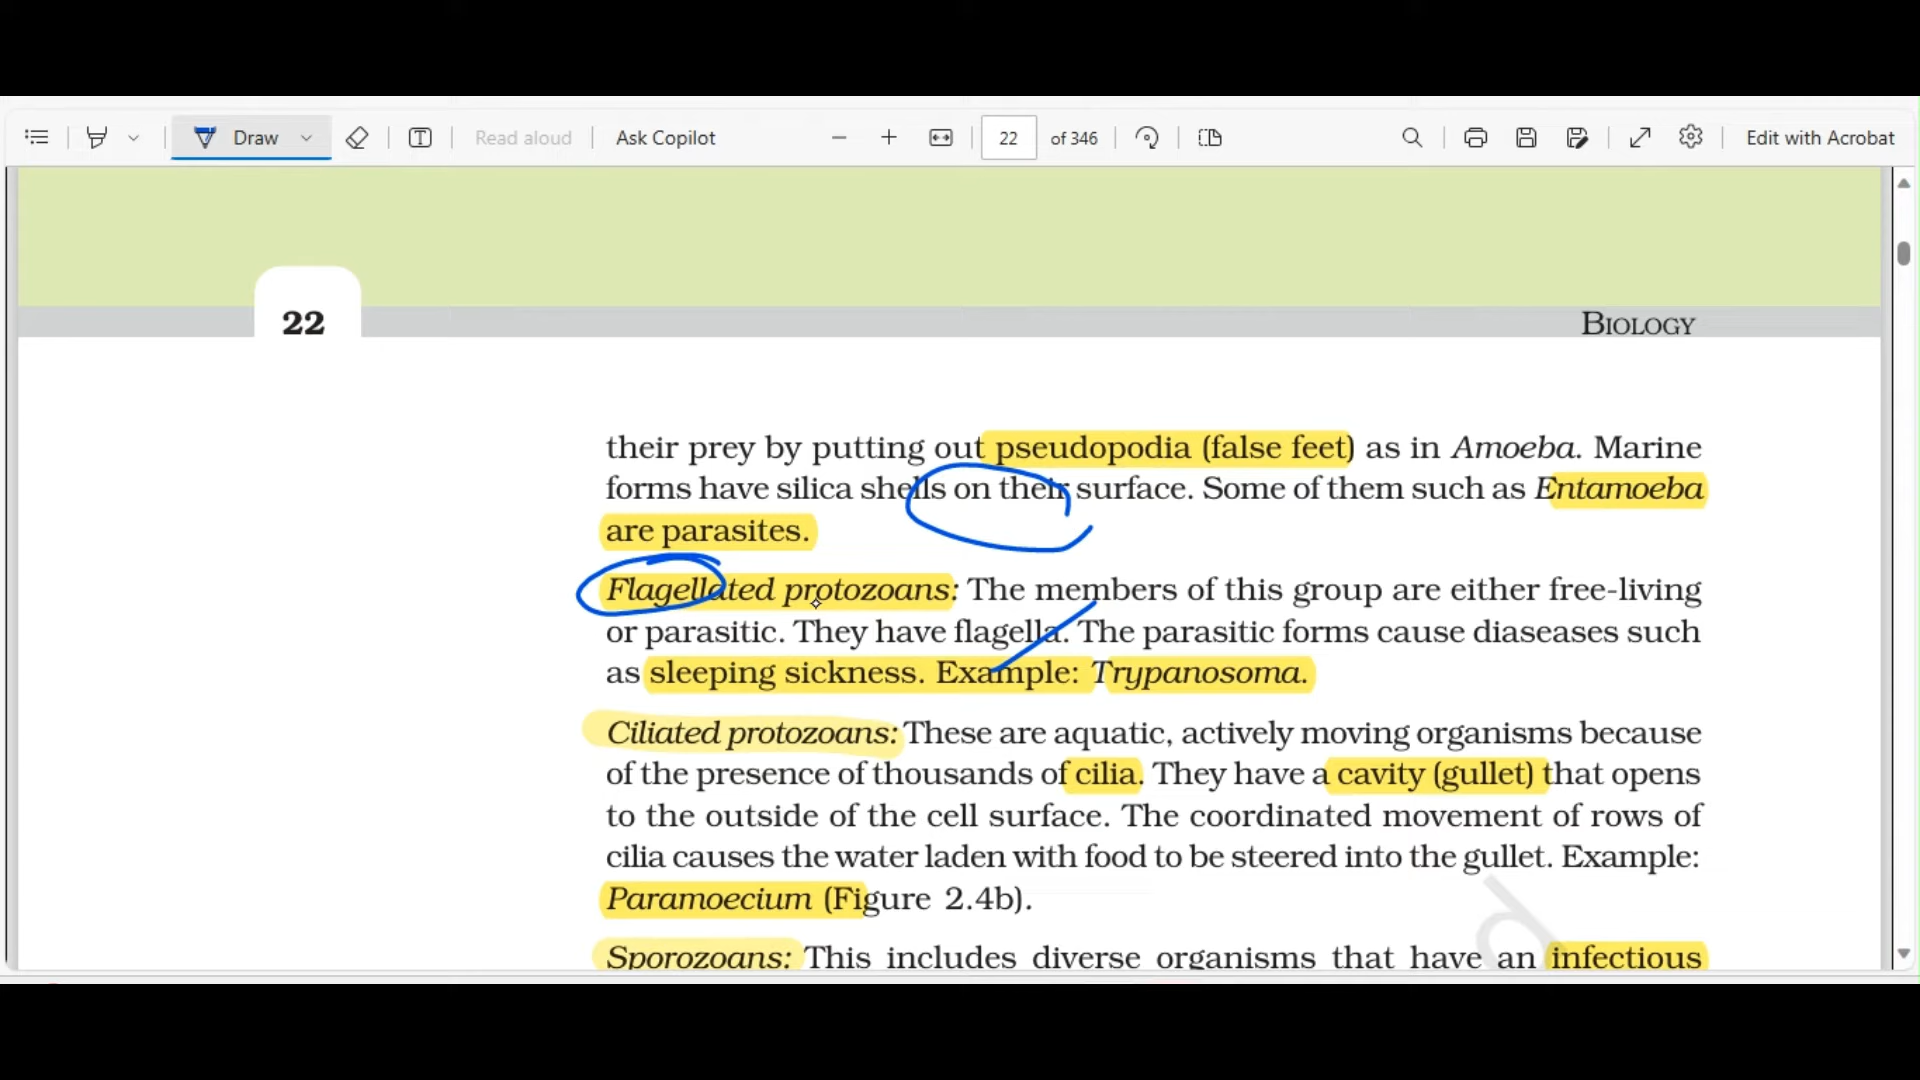 Draw
Read aloud
Ask Copilot
22
of 346
Edit with Acrobat
22
BIOLOGY
their prey by putting out pseudopodia (false feet) as in Amoeba. Marine
forms have silica shells on their surface. Some of them such as Entamoeba
are parasites.
Flagellated protozoans: The members of this group are either free-living
or parasitic. They have flagella. The parasitic forms cause diaseases such
as sleeping sickness. Example: Trypanosoma.
Ciliated protozoans: These are aquatic, actively moving organisms because
of the presence of thousands of cilia. They have a cavity (gullet) that opens
to the outside of the cell surface. The coordinated movement of rows of
cilia causes the water laden with food to be steered into the gullet. Example:
Paramoecium (Figure 2.4b).
Sporozoans: This includes diverse organisms that have an infectious
d